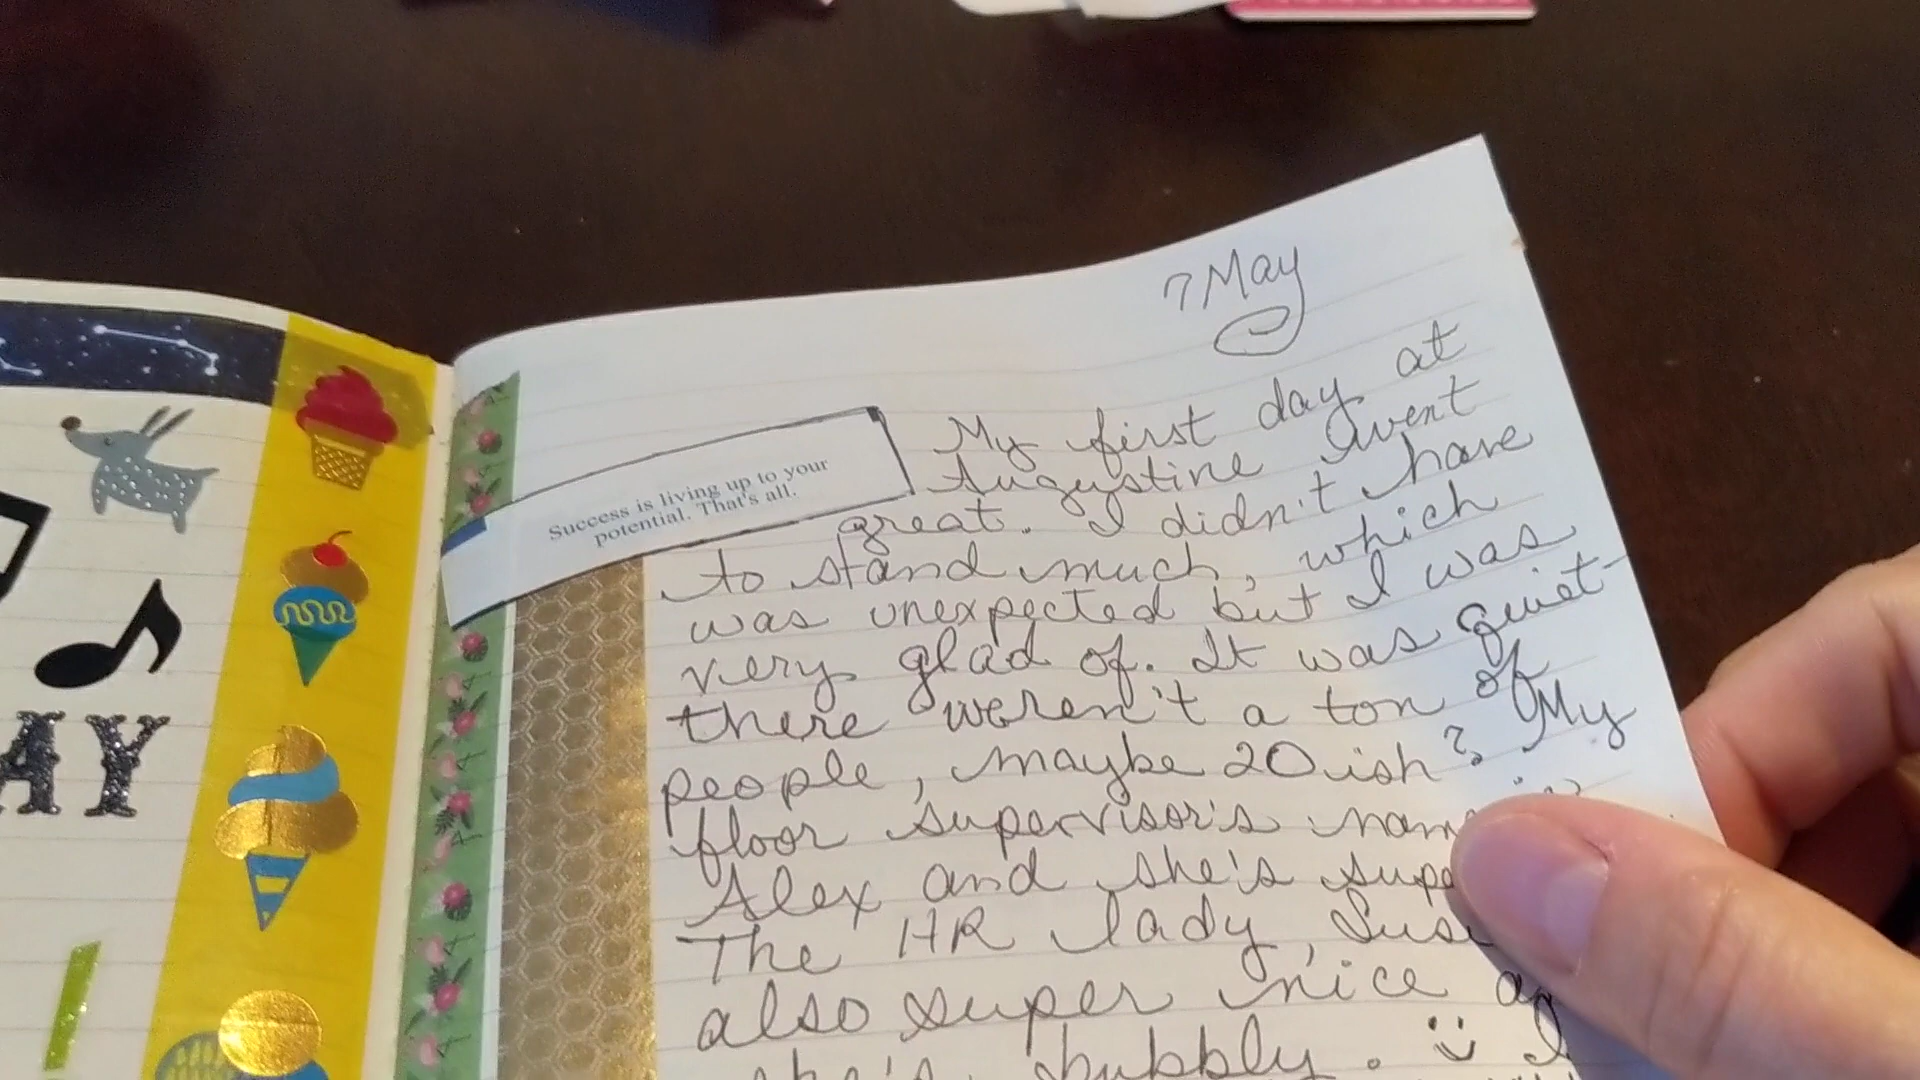 7 May
Success is living up to your
potential. That's all.
My first day at
Augustine went
great. I didn't have
to stand much, which
was unexpected but I was
very glad of. It was quiet-
there weren't a ton of
people, maybe 20ish? My
floor supervisor's
Alex and she's
The HR lady,
also super nice
she's bubbly. I
AY